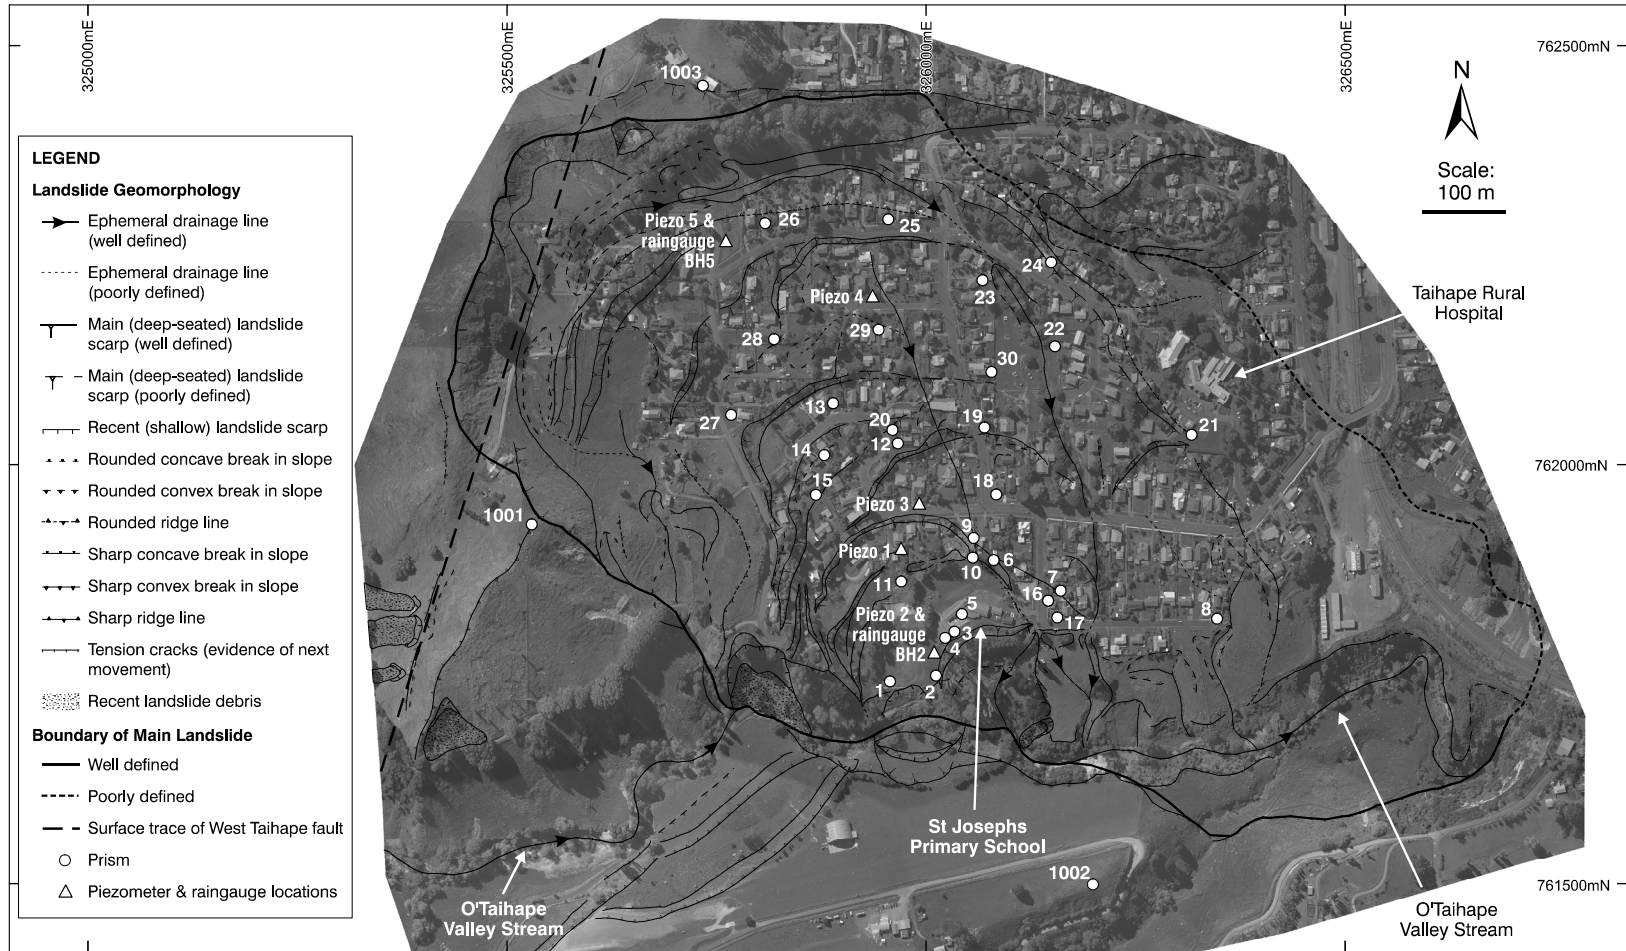 325000mE
325500mE
326000mE
326500mE
762500mN
762000mN
761500mN
N
Scale:
100 m
LEGEND
Landslide Geomorphology
Ephemeral drainage line
(well defined)
Ephemeral drainage line
(poorly defined)
Main (deep-seated) landslide
scarp (well defined)
Main (deep-seated) landslide
scarp (poorly defined)
Recent (shallow) landslide scarp
Rounded concave break in slope
Rounded convex break in slope
Rounded ridge line
Sharp concave break in slope
Sharp convex break in slope
Sharp ridge line
Tension cracks (evidence of next
movement)
Recent landslide debris
Boundary of Main Landslide
Well defined
Poorly defined
Surface trace of West Taihape fault
Prism
Piezometer & raingauge locations
1003
Piezo 5 &
raingauge
BH5
26
25
24
23
Piezo 4
29
28
22
30
Taihape Rural
Hospital
27
13
20
12
19
21
14
15
18
Piezo 3
1001
9
Piezo 1
10
6
11
7
16
17
8
5
Piezo 2 &
raingauge
BH2
3
4
1
2
St Josephs
Primary School
1002
O'Taihape
Valley Stream
O'Taihape
Valley Stream